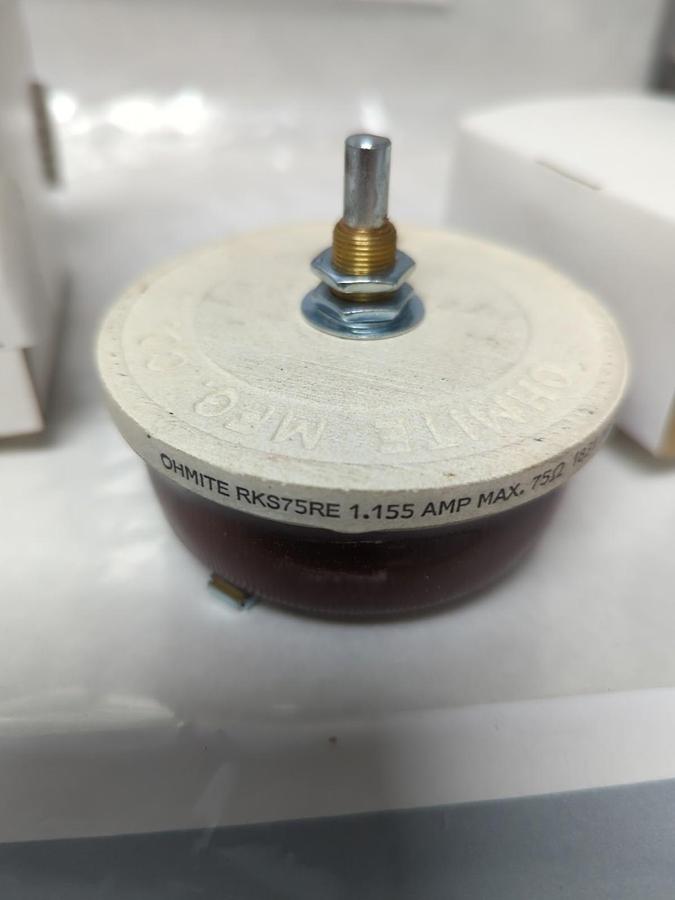 OHMITE MFG. CO.
OHMITE RKS75RE 1.155 AMP MAX. 75Ω